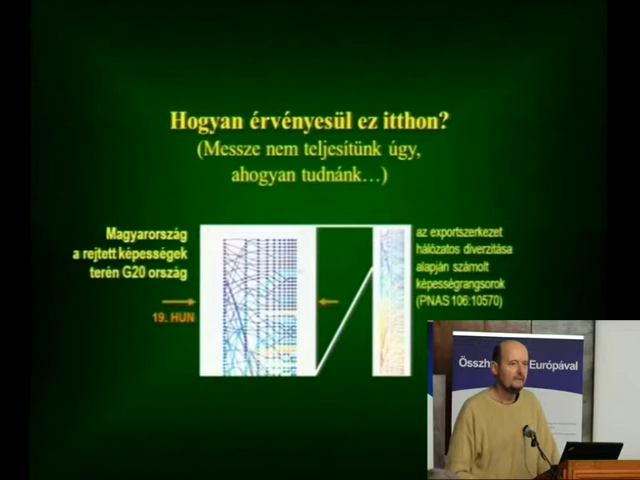 Hogyan érvényesül ez itthon?
(Messze nem teljesítünk úgy,
ahogyan tudnánk...)
Magyarország
a rejtett képességek
terén G20 ország
19. HUN
az exportszerkezet
hálózatos diverzitása
alapján számolt
képességrangsorok
(PNAS 106:10570)
Összh
Európával